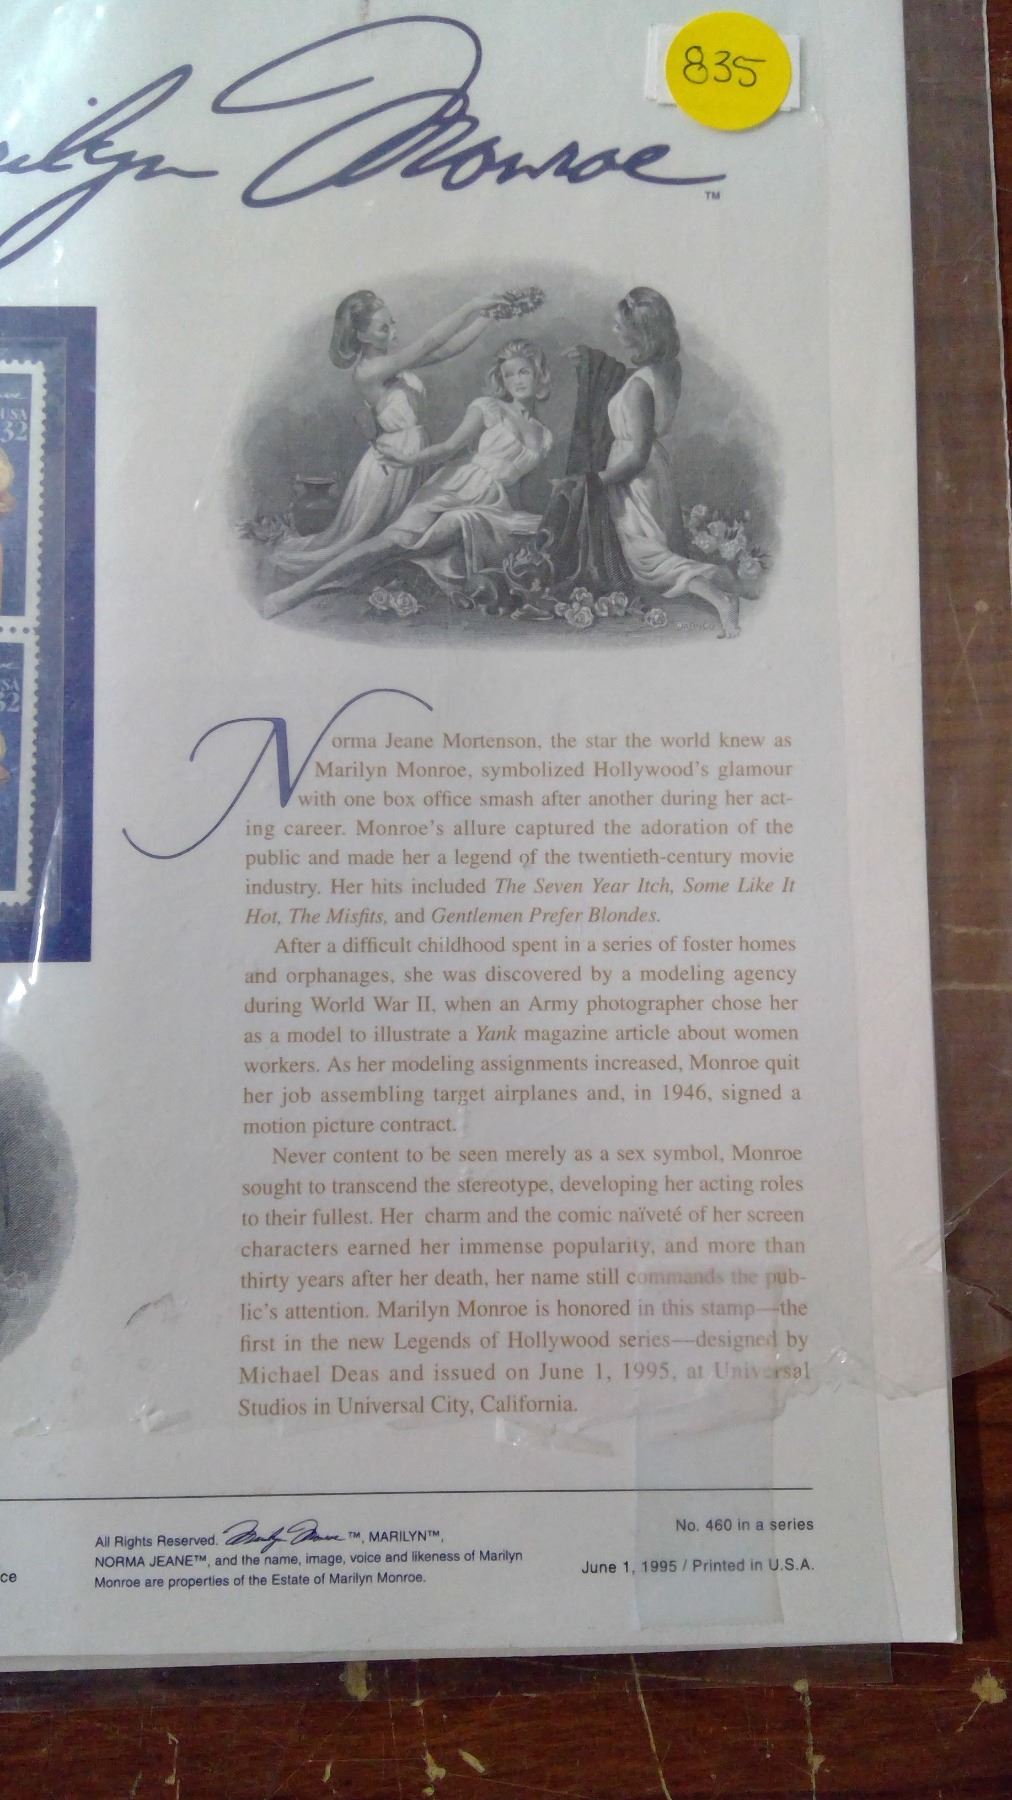 835
Monroe
TM
USA
32
SA
32
Norma Jeane Mortenson, the star the world knew as
Marilyn Monroe, symbolized Hollywood's glamour
with one box office smash after another during her act-
ing career. Monroe's allure captured the adoration of the
public and made her a legend of the twentieth-century movie
industry. Her hits included The Seven Year Itch, Some Like It
Hot, The Misfits, and Gentlemen Prefer Blondes.
After a difficult childhood spent in a series of foster homes
and orphanages, she was discovered by a modeling agency
during World War II, when an Army photographer chose her
as a model to illustrate a Yank magazine article about women
workers. As her modeling assignments increased, Monroe quit
her job assembling target airplanes and, in 1946, signed a
motion picture contract.
Never content to be seen merely as a sex symbol, Monroe
sought to transcend the stereotype, developing her acting roles
to their fullest. Her charm and the comic naïveté of her screen
characters earned her immense popularity, and more than
thirty years after her death, her name still commands the pub-
lic's attention. Marilyn Monroe is honored in this stamp—the
first in the new Legends of Hollywood series—designed by
Michael Deas and issued on June 1, 1995, at Universal
Studios in Universal City, California.
ce
All Rights Reserved. Marilyn Monroe™, MARILYN™,
NORMA JEANE™, and the name, image, voice and likeness of Marilyn
Monroe are properties of the Estate of Marilyn Monroe.
No. 460 in a series
June 1, 1995 / Printed in U.S.A.